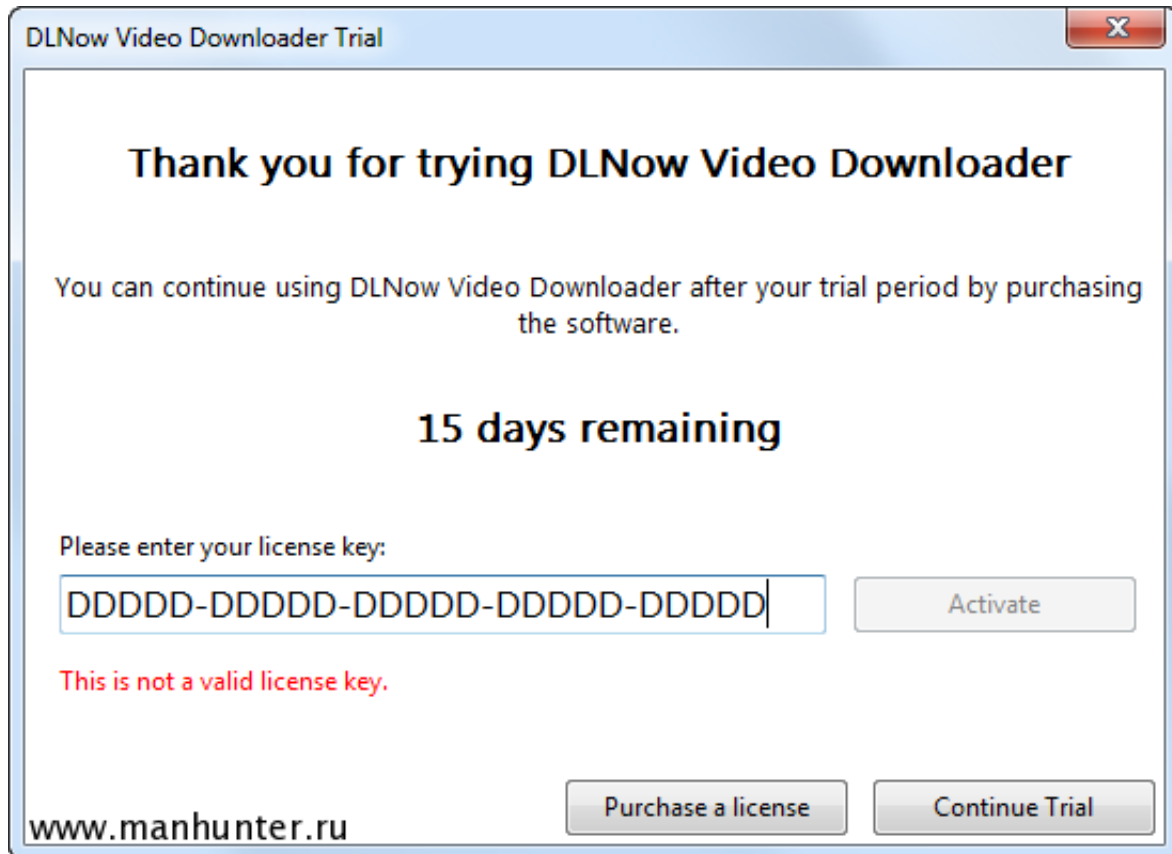 DLNow Video Downloader Trial
Thank you for trying DLNow Video Downloader
You can continue using DLNow Video Downloader after your trial period by purchasing
the software.
15 days remaining
Please enter your license key:
DDDDD-DDDDD-DDDDD-DDDDD-DDDDD
Activate
This is not a valid license key.
Purchase a license
Continue Trial
www.manhunter.ru